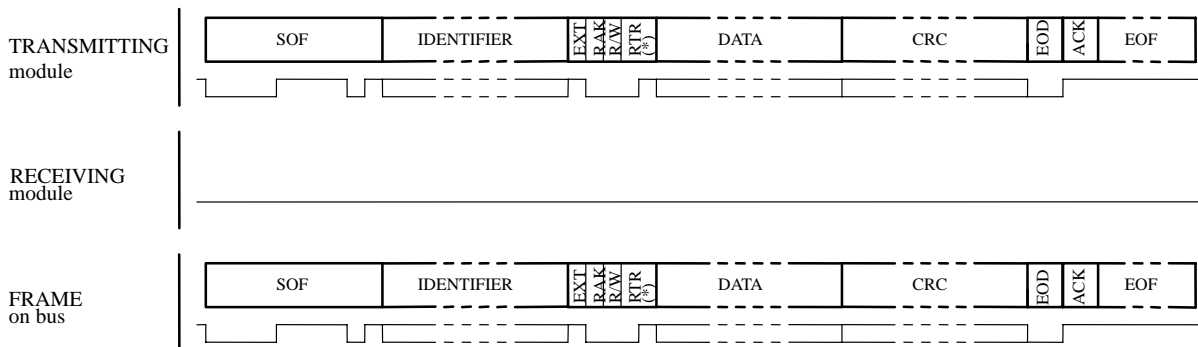 TRANSMITTING
module
SOF
IDENTIFIER
EXT
RAK
R/W
RTR
(*)
DATA
CRC
EOD
ACK
EOF
RECEIVING
module
FRAME
on bus
SOF
IDENTIFIER
EXT
RAK
R/W
RTR
(*)
DATA
CRC
EOD
ACK
EOF